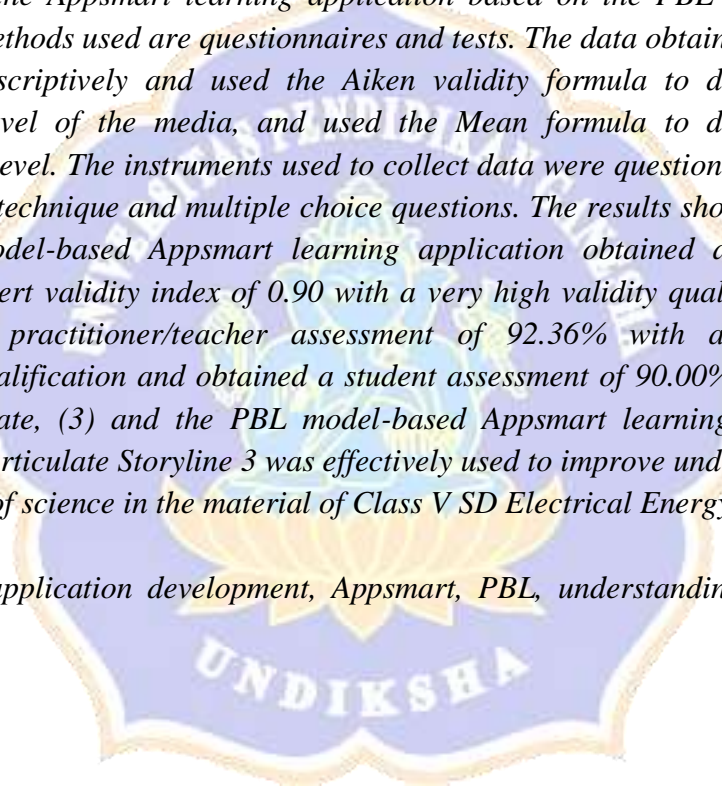 the Appsmart learning application based on the PBL
ethods used are questionnaires and tests. The data obtain
scriptively and used the Aiken validity formula to d
vel of the media, and used the Mean formula to d
evel. The instruments used to collect data were question
technique and multiple choice questions. The results sho
odel-based Appsmart learning application obtained a
ert validity index of 0.90 with a very high validity qual
practitioner/teacher assessment of 92.36% with a
alification and obtained a student assessment of 90.00%
ate, (3) and the PBL model-based Appsmart learning
rticulate Storyline 3 was effectively used to improve und
of science in the material of Class V SD Electrical Energy
pplication development, Appsmart, PBL, understandin
UNIVERSITAS PENDIDIKAN GANESHA
UNDIKSHA